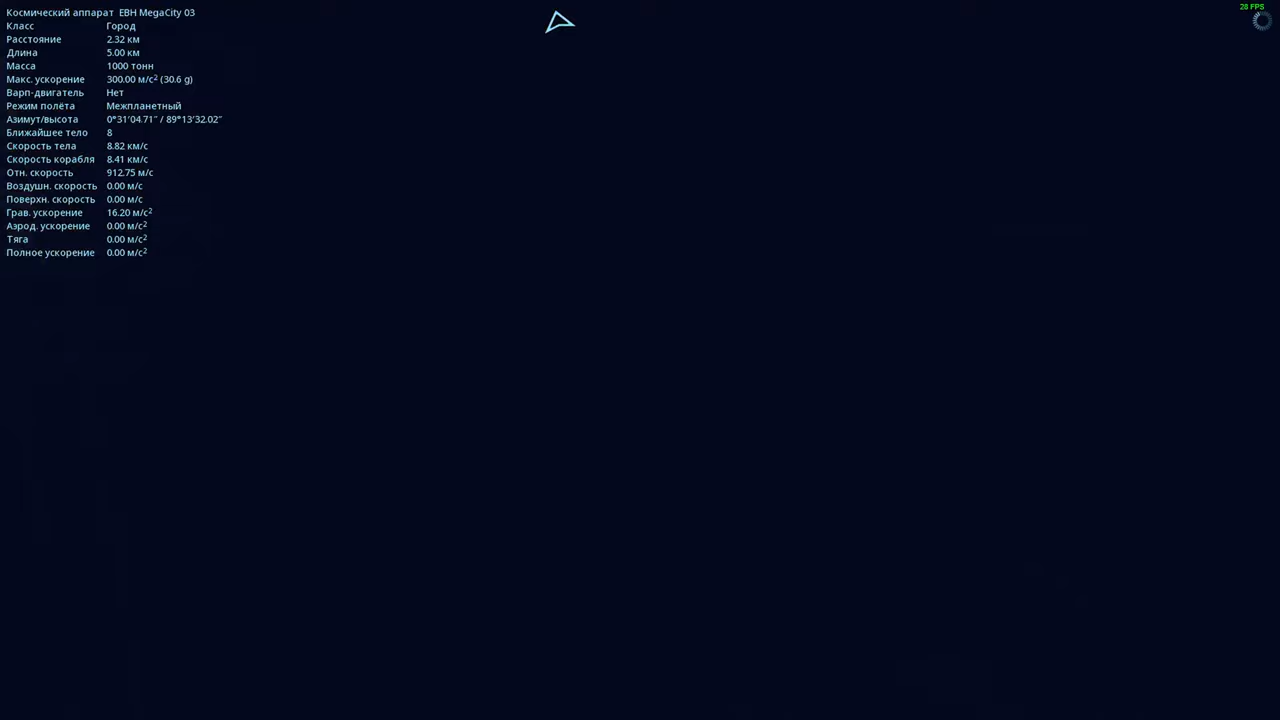 Космический аппарат EBH MegaCity 03
Класс Город
Расстояние 2.32 км
Длина 5.00 км
Масса 1000 тонн
Макс. ускорение 300.00 м/с² (30.6 g)
Варп-двигатель Нет
Режим полёта Межпланетный
Азимут/высота 0°31'04.71" / 89°13'32.02"
Ближайшее тело 8
Скорость тела 8.82 км/с
Скорость корабля 8.41 км/с
Отн. скорость 912.75 м/с
Воздушн. скорость 0.00 м/с
Поверхн. скорость 0.00 м/с
Грав. ускорение 16.20 м/с²
Аэрод. ускорение 0.00 м/с²
Тяга 0.00 м/с²
Полное ускорение 0.00 м/с²
28 FPS